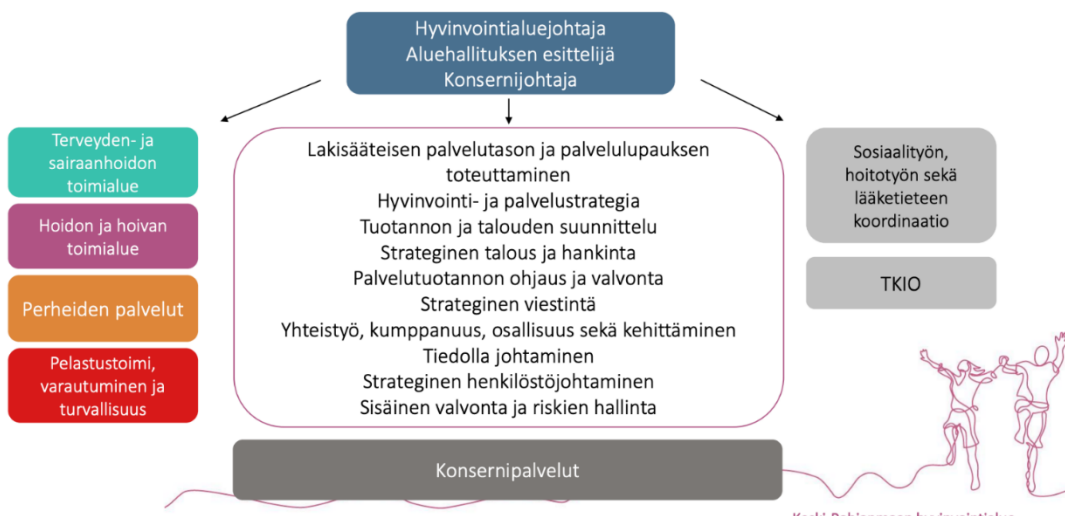 Hyvinvointialuejohtaja
Aluehallituksen esittelijä
Konsernijohtaja
Terveyden- ja
sairaanhoidon
toimialue
Hoidon ja hoivan
toimialue
Perheiden palvelut
Pelastustoimi,
varautuminen ja
turvallisuus
Lakisääteisen palvelutason ja palvelulupauksen
toteuttaminen
Hyvinvointi- ja palvelustrategia
Tuotannon ja talouden suunnittelu
Strateginen talous ja hankinta
Palvelutuotannon ohjaus ja valvonta
Strateginen viestintä
Yhteistyö, kumppanuus, osallisuus sekä kehittäminen
Tiedolla johtaminen
Strateginen henkilöstöjohtaminen
Sisäinen valvonta ja riskien hallinta
Sosiaalityön,
hoitotyön sekä
lääketieteen
koordinaatio
TKIO
Konsernipalvelut